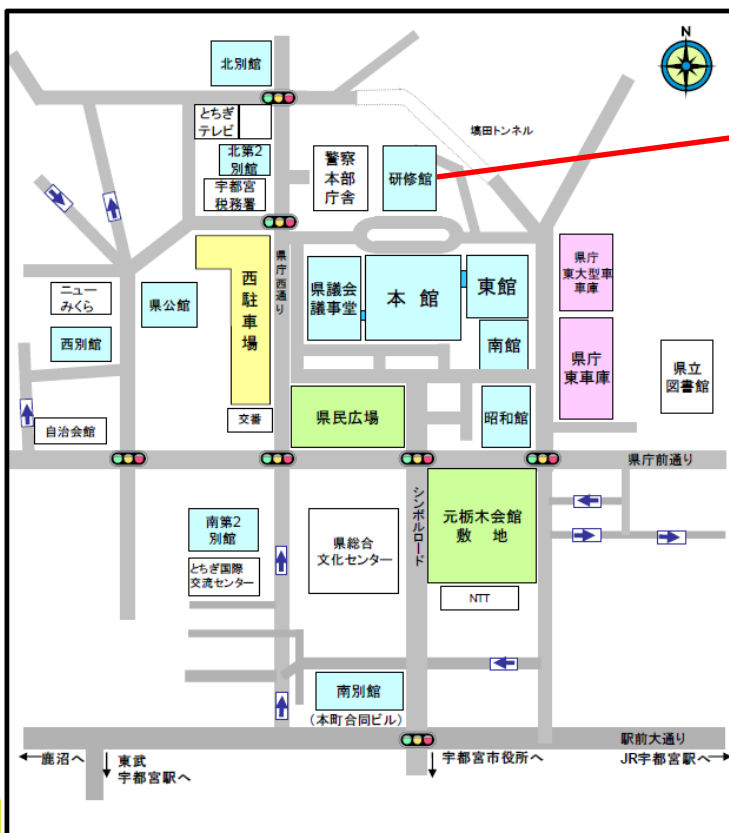 N
北別館
とちぎ
テレビ
塙田トンネル
北第2
別館
警察
本部
庁舎
研修館
宇都宮
税務署
県庁西通り
県庁
東大型車
車庫
西駐車場
県議会
議事堂
本 館
東館
ニュー
みくら
県公館
南館
西別館
県庁
東車庫
県立
図書館
交番
県民広場
昭和館
自治会館
県庁前通り
シンボルロード
元栃木会館
敷 地
南第2
別館
県総合
文化センター
とちぎ国際
交流センター
NTT
南別館
(本町合同ビル)
駅前大通り
←鹿沼へ
東武
宇都宮駅へ
宇都宮市役所へ
JR宇都宮駅へ